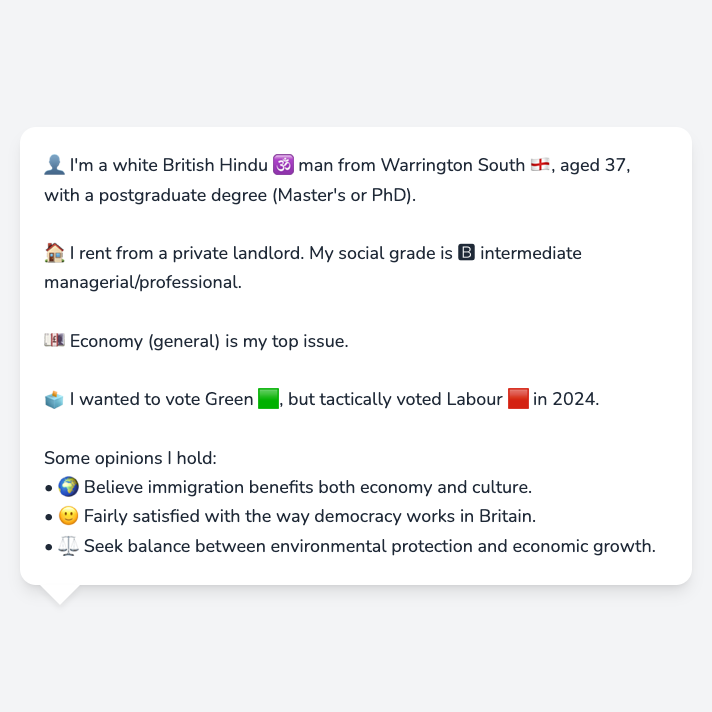 👤 I'm a white British Hindu 🕉️ man from Warrington South 🏴󠁧󠁢󠁥󠁮󠁧󠁿, aged 37,
with a postgraduate degree (Master's or PhD).
🏠 I rent from a private landlord. My social grade is 🅱 intermediate
managerial/professional.
💷 Economy (general) is my top issue.
🗳️ I wanted to vote Green 🟩, but tactically voted Labour 🟥 in 2024.
Some opinions I hold:
• 🌍 Believe immigration benefits both economy and culture.
• 🙂 Fairly satisfied with the way democracy works in Britain.
• ⚖️ Seek balance between environmental protection and economic growth.